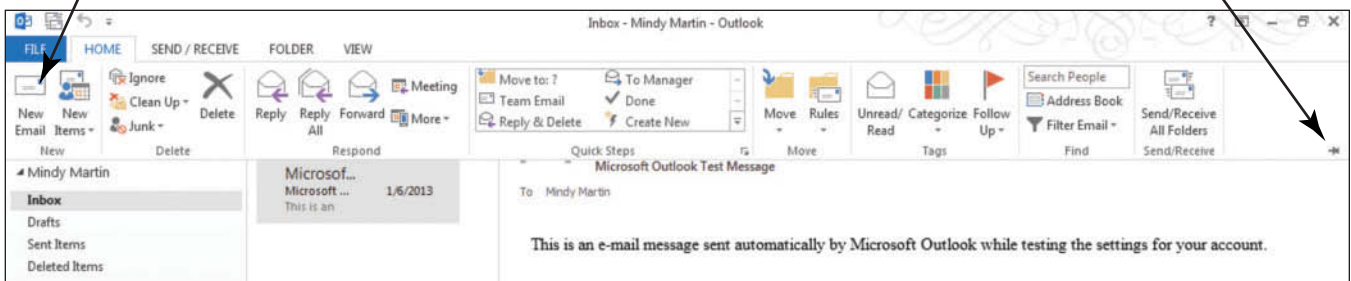 Inbox - Mindy Martin - Outlook
?
FILE HOME SEND / RECEIVE FOLDER VIEW
New Email
New Items
Ignore
Clean Up
Junk
Delete
Reply
Reply All
Forward
Meeting
More
Move to: ?
Team Email
Reply & Delete
To Manager
Done
Create New
Move
Rules
Unread/ Read
Categorize
Follow Up
Search People
Address Book
Filter Email
Send/Receive All Folders
New Delete Respond Quick Steps Move Tags Find Send/Receive
Mindy Martin
Inbox
Drafts
Sent Items
Deleted Items
Microsof...
Microsoft ... 1/6/2013
This is an
Microsoft Outlook Test Message
To Mindy Martin
This is an e-mail message sent automatically by Microsoft Outlook while testing the settings for your account.